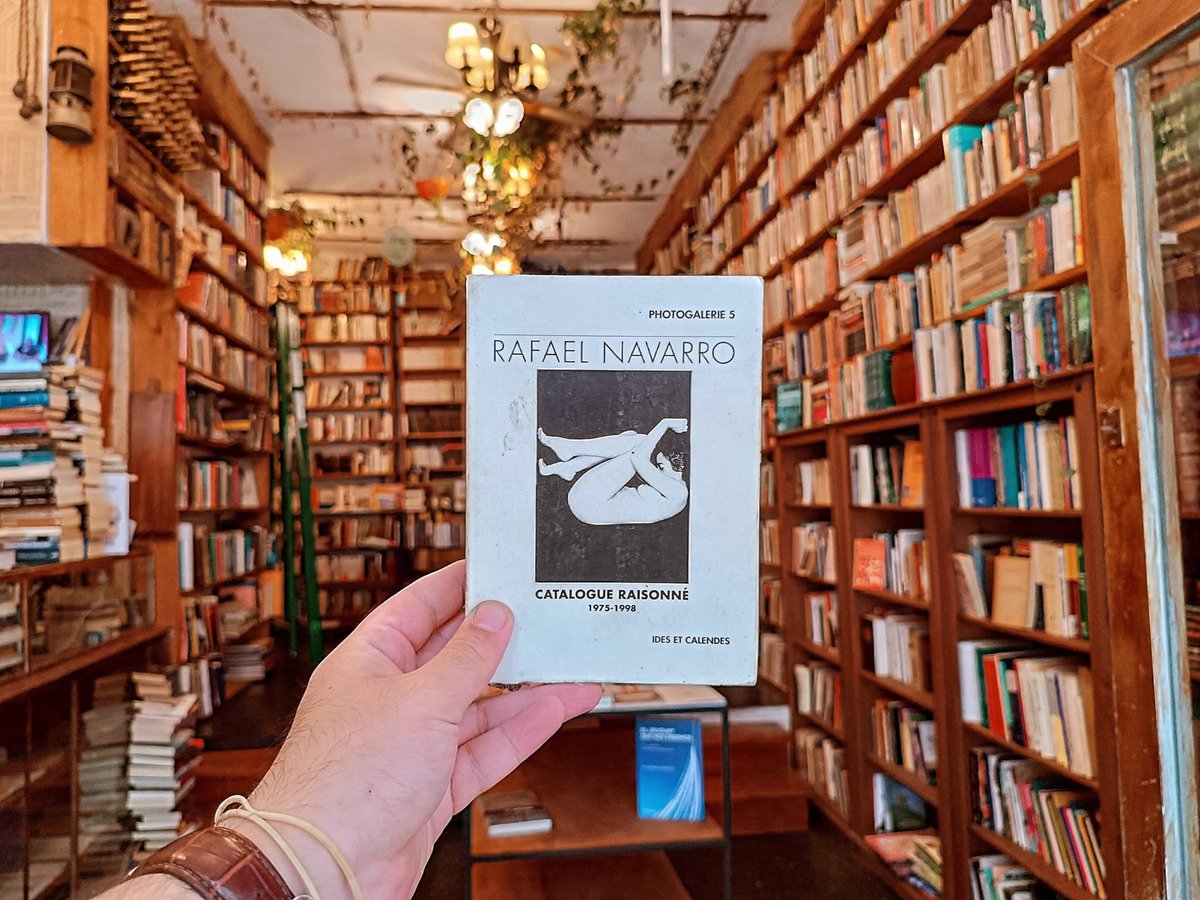 PHOTOGALERIE 5
RAFAEL NAVARRO
CATALOGUE RAISONNÉ
1975-1998
IDES ET CALENDES